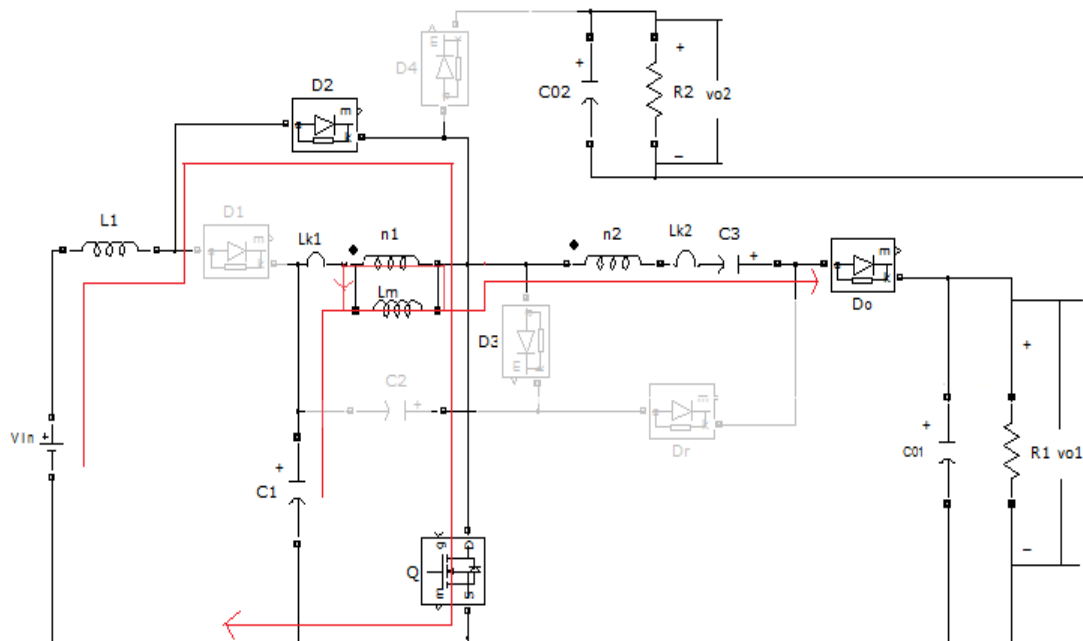 D4
m
k
+
C02
+
R2
vo2
−
D2
m
k
L1
D1
m
k
Lk1
n1
Lm
n2
Lk2
C3
+
m
k
Do
D3
m
k
C2
+
m
k
Dr
Vin
+
+
C1
Q
g
D
m
S
+
C01
+
R1
vo1
−